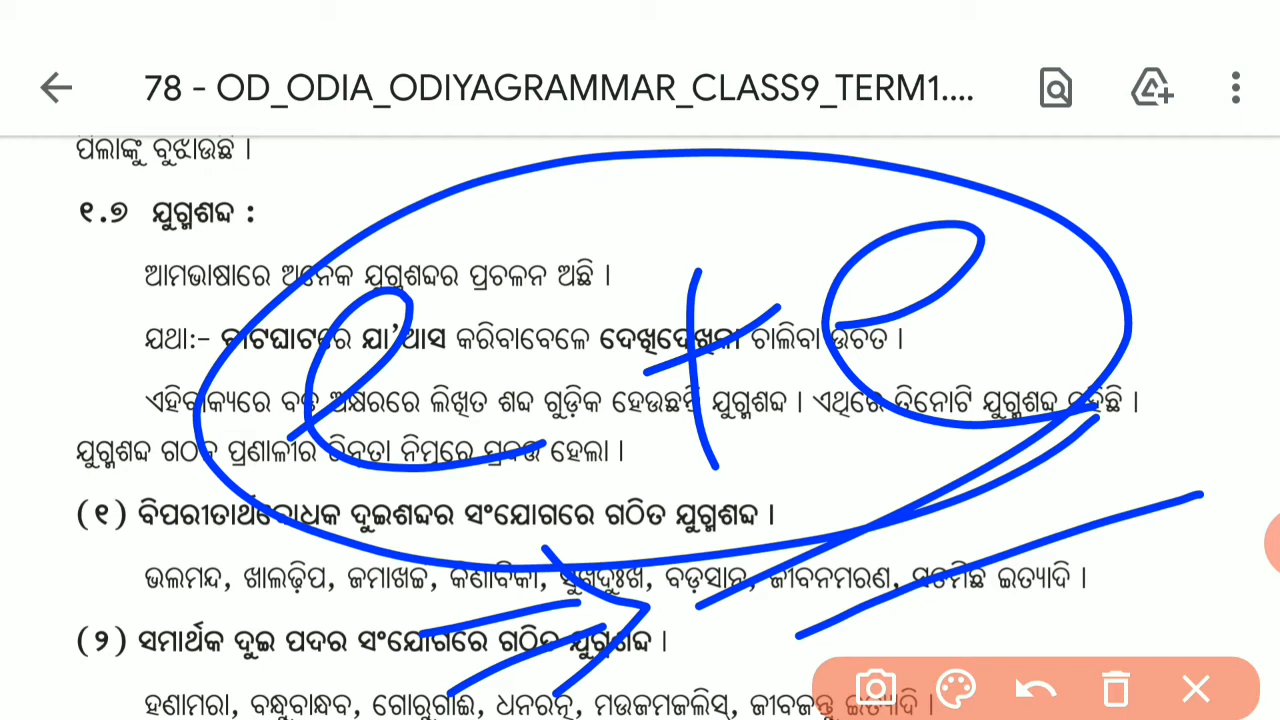 78 - OD_ODIA_ODIYAGRAMMAR_CLASS9_TERM1....
ପିଲାଙ୍କୁ ବୁଝାଉଛି ।
୧.୭ ଯୁଗ୍ମଶବ୍ଦ :
ଆମଭାଷାରେ ଅନେକ ଯୁଗ୍ମଶବ୍ଦର ପ୍ରଚଳନ ଅଛି ।
ଯଥା:- ବାଟଘାଟରେ ଯା'ଆସ କରିବାବେଳେ ଦେଖିଦେଖିକା ଚାଲିବା ଉଚିତ ।
ଏହିବାକ୍ୟରେ ବଡ଼ ଅକ୍ଷରରେ ଲିଖିତ ଶବ୍ଦ ଗୁଡ଼ିକ ହେଉଛନ୍ତି ଯୁଗ୍ମଶବ୍ଦ । ଏଥିରେ ତିନୋଟି ଯୁଗ୍ମଶବ୍ଦ ରହିଛି ।
ଯୁଗ୍ମଶବ୍ଦ ଗଠନ ପ୍ରଣାଳୀର ଭିନ୍ନତା ନିମ୍ନରେ ପ୍ରଦତ୍ତ ହେଲା ।
(୧) ବିପରୀତାର୍ଥବୋଧକ ଦୁଇଶବ୍ଦର ସଂଯୋଗରେ ଗଠିତ ଯୁଗ୍ମଶବ୍ଦ ।
ଭଲମନ୍ଦ, ଖାଲଢ଼ିପ, ଜମାଖର୍ଚ୍ଚ, କିଣାବିକା, ସୁଖଦୁଃଖ, ବଡ଼ସାନ, ଜୀବନମରଣ, ସତମିଛ ଇତ୍ୟାଦି ।
(୨) ସମାର୍ଥକ ଦୁଇ ପଦର ସଂଯୋଗରେ ଗଠିତ ଯୁଗ୍ମଶବ୍ଦ ।
ହଣାମରା, ବନ୍ଧୁବାନ୍ଧବ, ଗୋରୁଗାଈ, ଧନରତ୍ନ, ମଉଜମଜଲିସ୍, ଜୀବଜନ୍ତୁ ଇତ୍ୟାଦି ।
e + e